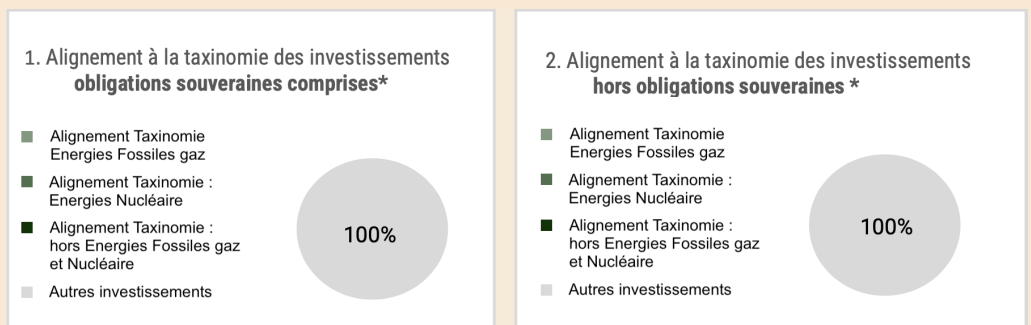 1. Alignement à la taxinomie des investissements
obligations souveraines comprises*
Alignement Taxinomie
Energies Fossiles gaz
Alignement Taxinomie :
Energies Nucléaire
Alignement Taxinomie :
hors Energies Fossiles gaz
et Nucléaire
Autres investissements
100%
2. Alignement à la taxinomie des investissements
hors obligations souveraines *
Alignement Taxinomie
Energies Fossiles gaz
Alignement Taxinomie :
Energies Nucléaire
Alignement Taxinomie :
hors Energies Fossiles gaz
et Nucléaire
Autres investissements
100%